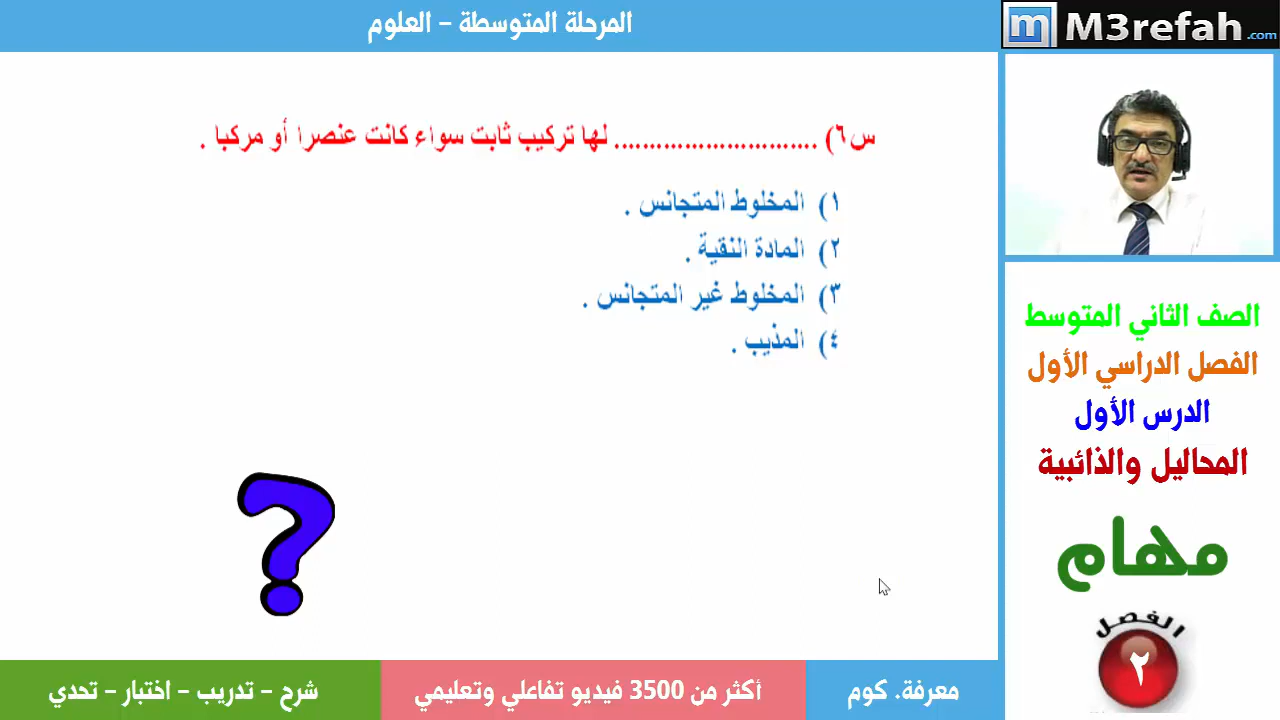 المرحلة المتوسطة - العلوم
m M3refah.com
س٦) ............................ لها تركيب ثابت سواء كانت عنصرا أو مركبا .
١) المخلوط المتجانس .
٢) المادة النقية .
٣) المخلوط غير المتجانس .
٤) المذيب .
?
الصف الثاني المتوسط
الفصل الدراسي الأول
الدرس الأول
المحاليل والذائبية
مهام
الفصل
٢
معرفة. كوم
أكثر من 3500 فيديو تفاعلي وتعليمي
شرح - تدريب - اختبار - تحدي